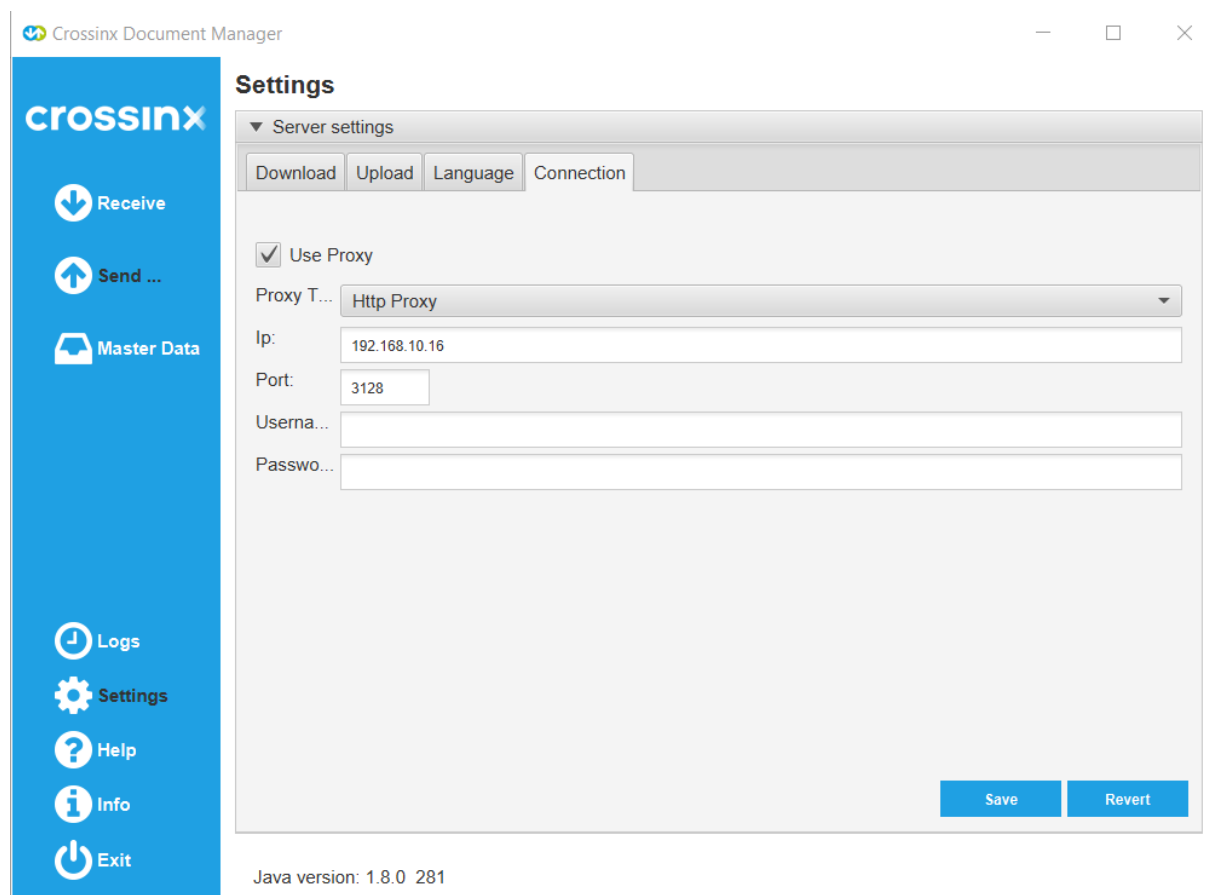 Crossinx Document Manager
crossinx
Receive
Send ...
Master Data
Logs
Settings
Help
Info
Exit
Settings
Server settings
Download Upload Language Connection
Use Proxy
Proxy T... Http Proxy
Ip: 192.168.10.16
Port: 3128
Userna...
Passwo...
Save Revert
Java version: 1.8.0 281